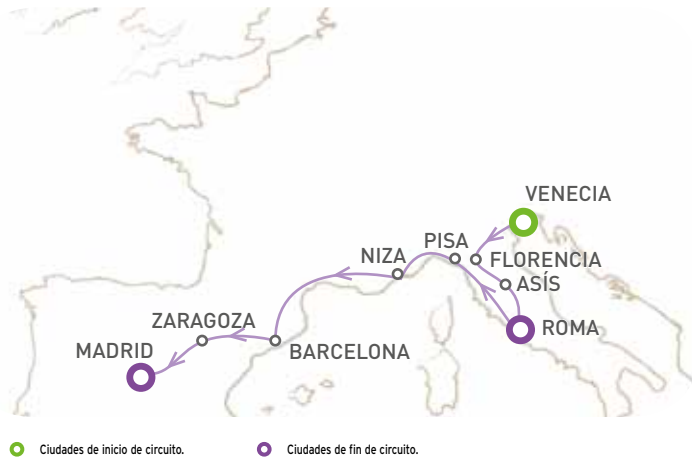 VENECIA
PISA
NIZA
FLORENCIA
ASÍS
ZARAGOZA
ROMA
MADRID
BARCELONA
Ciudades de inicio de circuito.
Ciudades de fin de circuito.